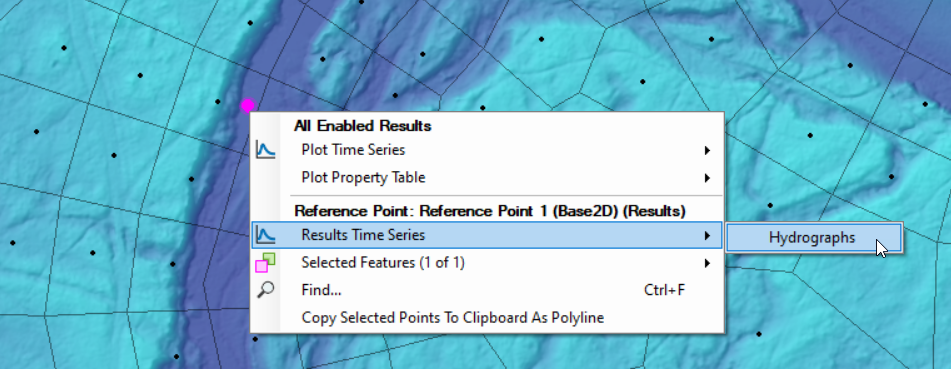 All Enabled Results
Plot Time Series
Plot Property Table
Reference Point: Reference Point 1 (Base2D) (Results)
Results Time Series
Hydrographs
Selected Features (1 of 1)
Find... Ctrl+F
Copy Selected Points To Clipboard As Polyline